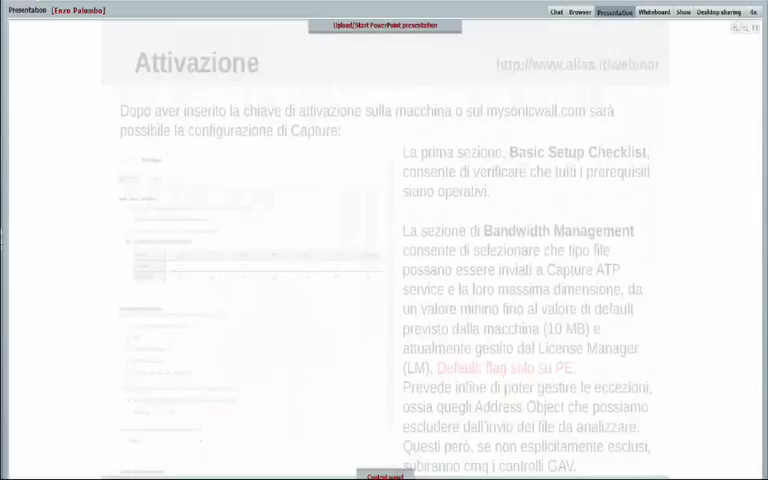 Presentation [Enzo Palumbo]
Chat Browser Presentation Whiteboard Show Desktop sharing 4x
Upload/Start PowerPoint presentation
Attivazione
http://www.alias.it/webinar
Dopo aver inserito la chiave di attivazione sulla macchina o sul mysonicwall.com sarà
possibile la configurazione di Capture:
La prima sezione, Basic Setup Checklist,
consente di verificare che tutti i prerequisiti
siano operativi.
La sezione di Bandwidth Management
consente di selezionare che tipo file
possano essere inviati a Capture ATP
service e la loro massima dimensione, da
un valore minino fino al valore di default
previsto dalla macchina (10 MB) e
attualmente gestito dal License Manager
(LM). Default: flag solo su PE.
Prevede infine di poter gestire le eccezioni,
ossia quegli Address Object che possiamo
escludere dall'invio dei file da analizzare.
Questi però, se non esplicitamente esclusi,
subiranno cmq i controlli GAV.
Control panel